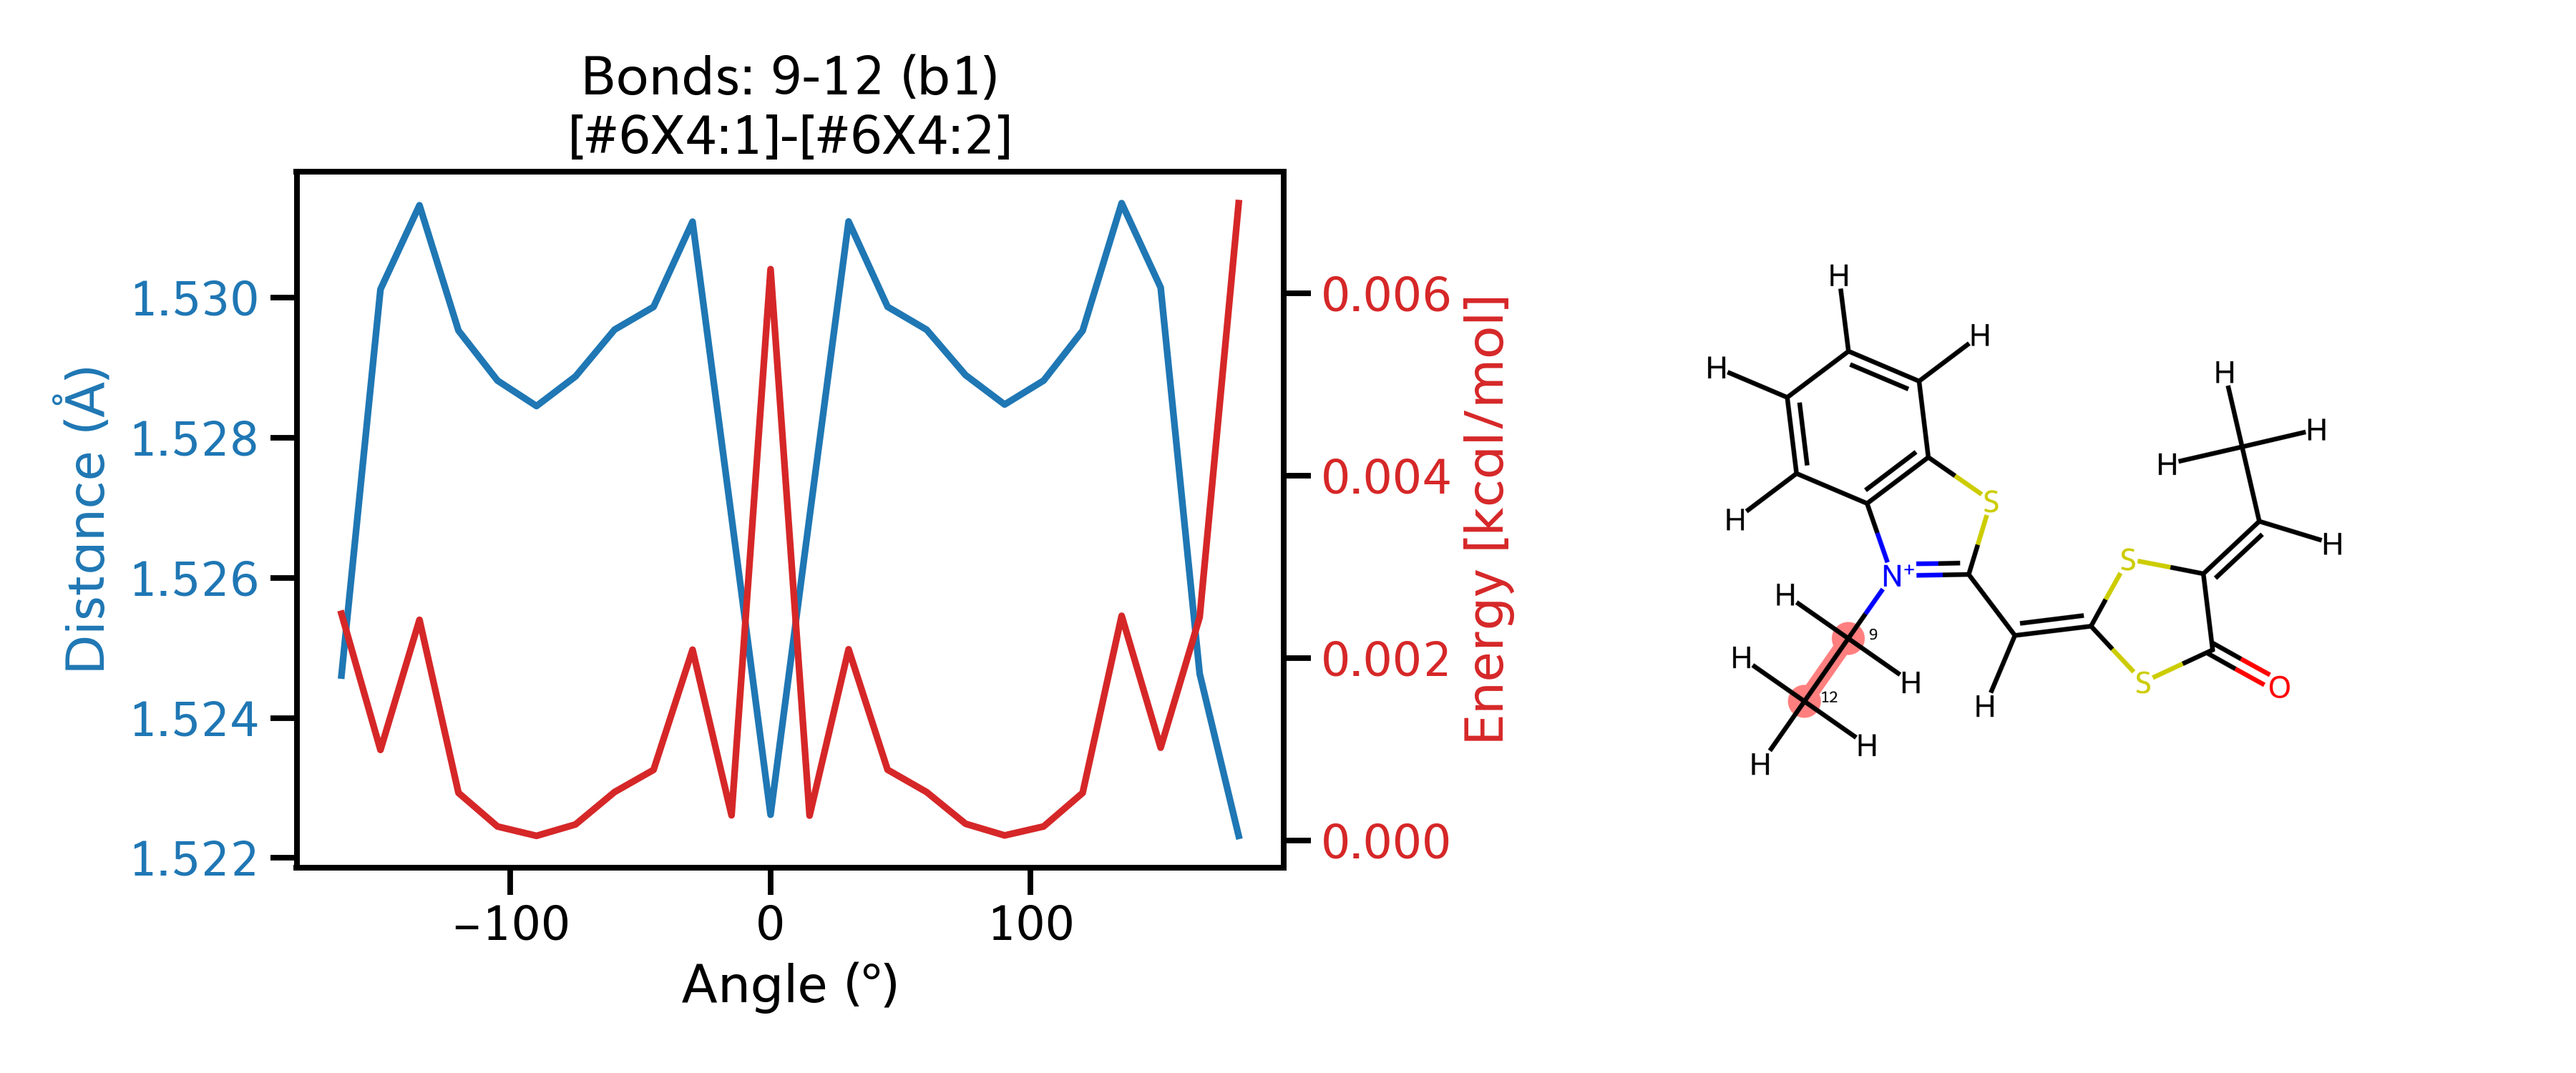 Bonds: 9-12 (b1)
[#6X4:1]-[#6X4:2]
Distance (Å)
1.530
1.528
1.526
1.524
1.522
0.006
0.004
0.002
0.000
Energy [kcal/mol]
−100
0
100
Angle (°)
H
H
H
H
H
H
H
S
H
S
H
N⁺
H
9
H
H
12
S
O
H
H
H